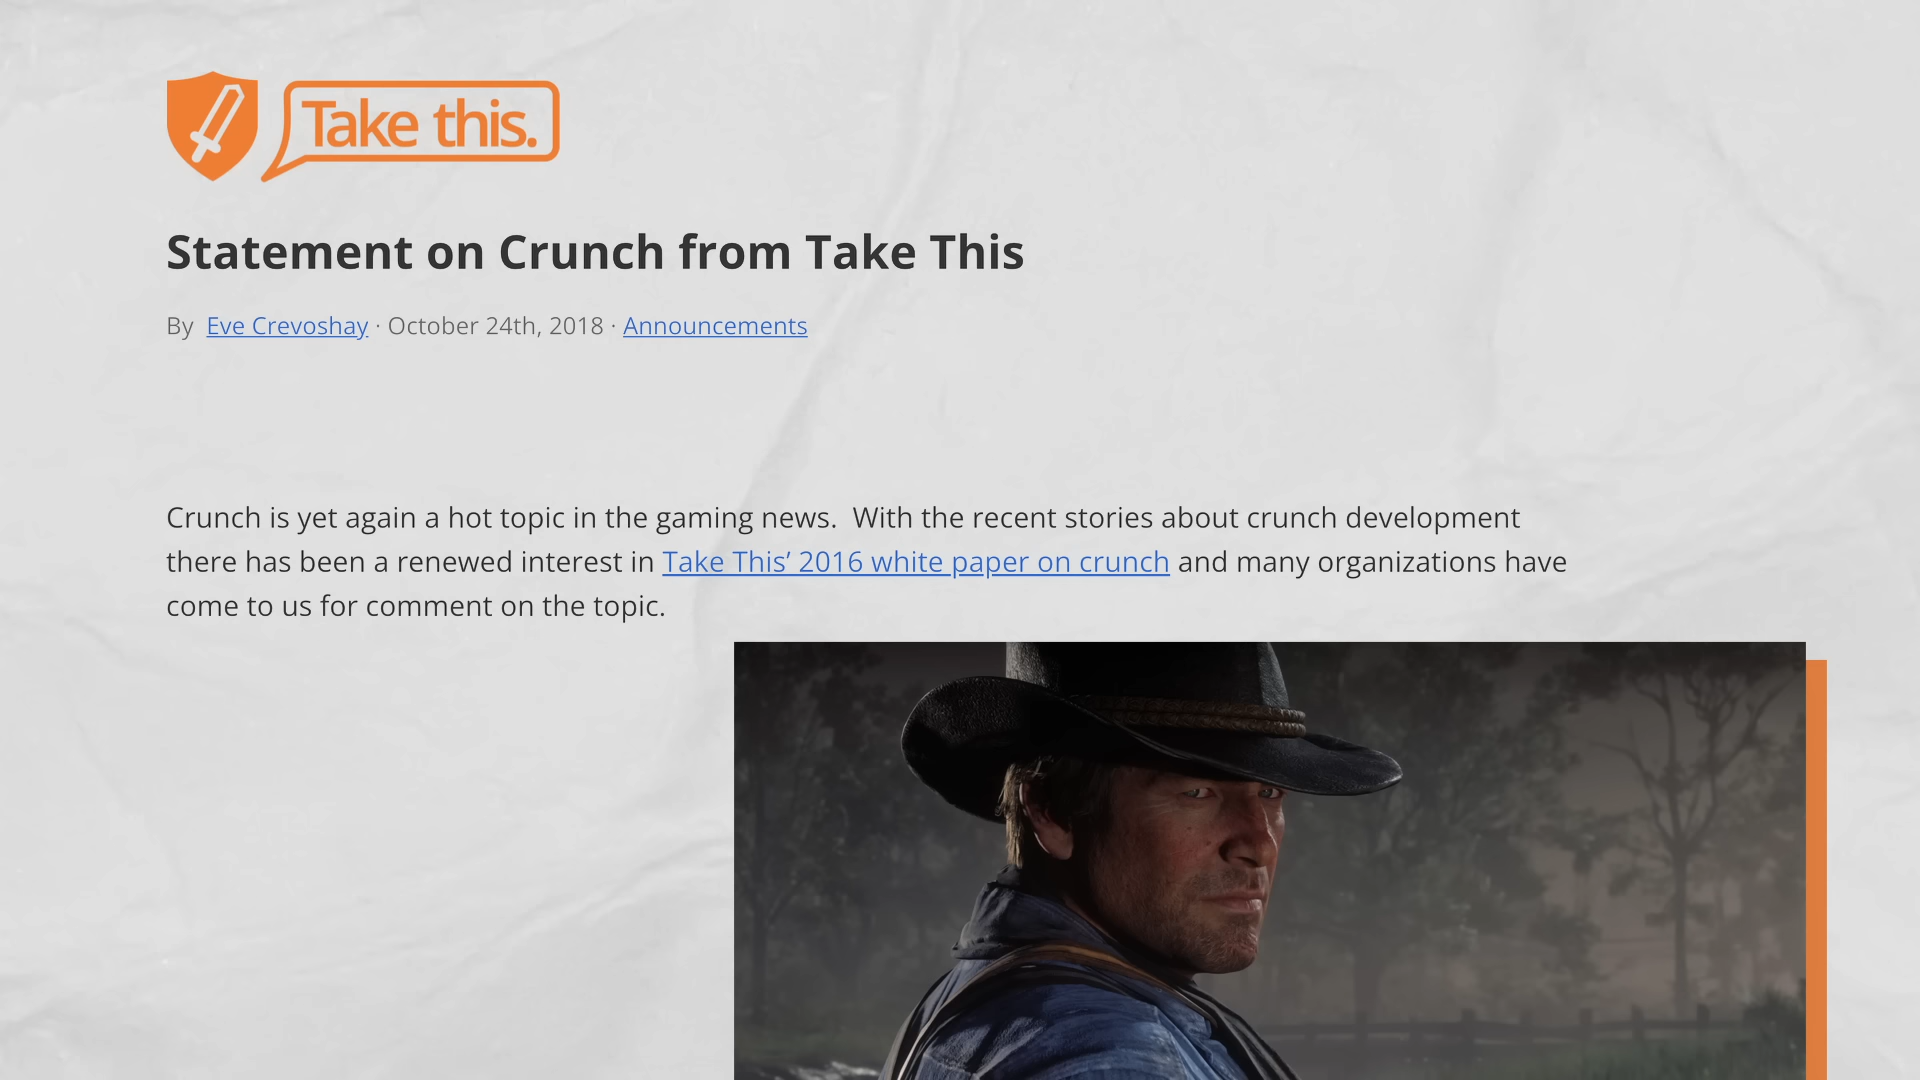 Take this.
Statement on Crunch from Take This
By Eve Crevoshay · October 24th, 2018 · Announcements
Crunch is yet again a hot topic in the gaming news. With the recent stories about crunch development
there has been a renewed interest in Take This’ 2016 white paper on crunch and many organizations have
come to us for comment on the topic.